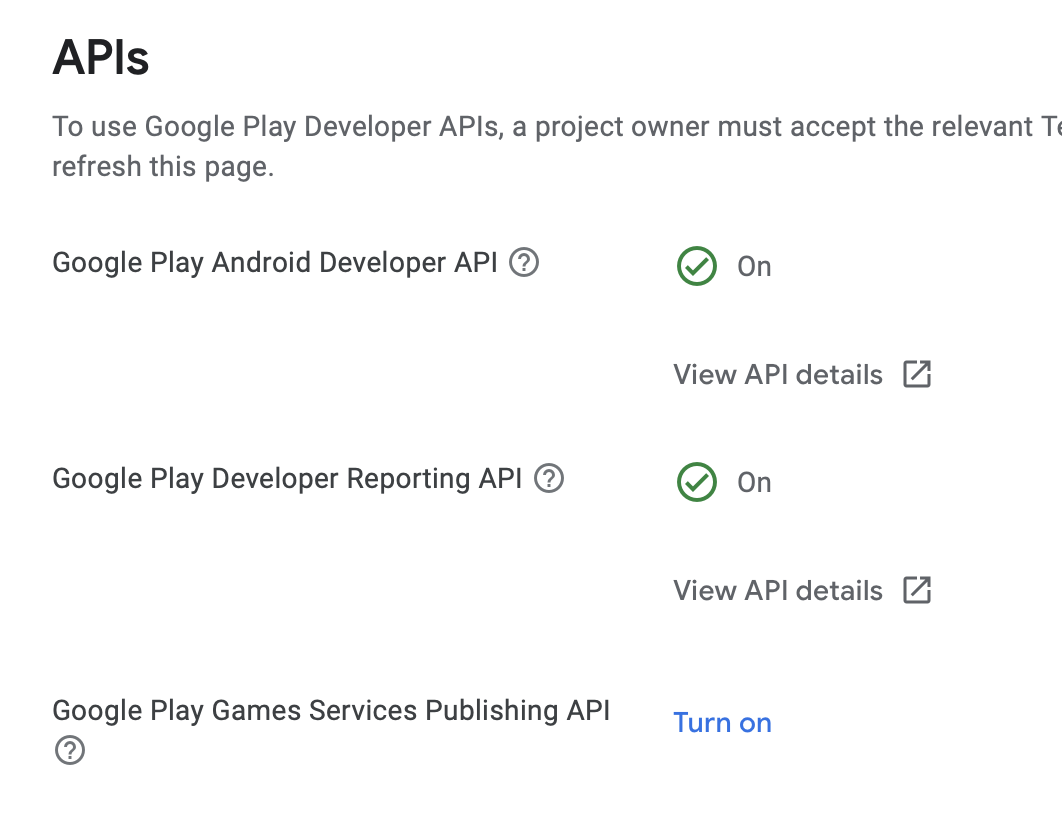 APIs
To use Google Play Developer APIs, a project owner must accept the relevant
refresh this page.
Google Play Android Developer API
On
View API details
Google Play Developer Reporting API
On
View API details
Google Play Games Services Publishing API
Turn on